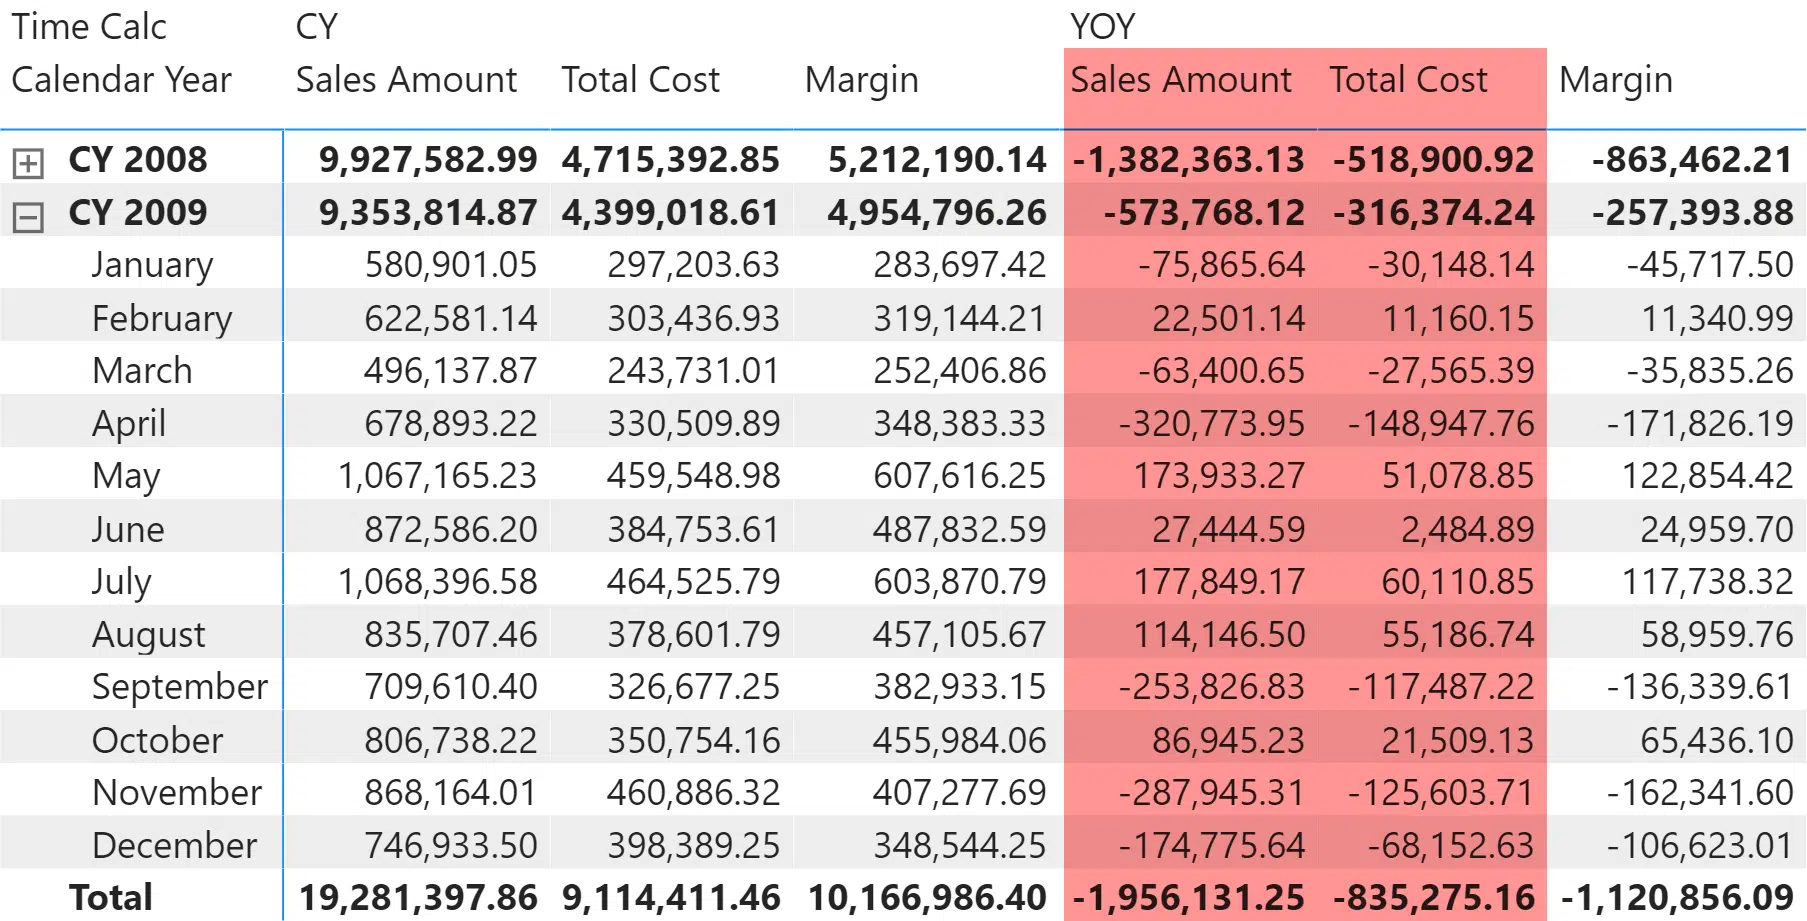 Time Calc CY YOY
Calendar Year Sales Amount Total Cost Margin Sales Amount Total Cost Margin
CY 2008 9,927,582.99 4,715,392.85 5,212,190.14 -1,382,363.13 -518,900.92 -863,462.21
CY 2009 9,353,814.87 4,399,018.61 4,954,796.26 -573,768.12 -316,374.24 -257,393.88
January 580,901.05 297,203.63 283,697.42 -75,865.64 -30,148.14 -45,717.50
February 622,581.14 303,436.93 319,144.21 22,501.14 11,160.15 11,340.99
March 496,137.87 243,731.01 252,406.86 -63,400.65 -27,565.39 -35,835.26
April 678,893.22 330,509.89 348,383.33 -320,773.95 -148,947.76 -171,826.19
May 1,067,165.23 459,548.98 607,616.25 173,933.27 51,078.85 122,854.42
June 872,586.20 384,753.61 487,832.59 27,444.59 2,484.89 24,959.70
July 1,068,396.58 464,525.79 603,870.79 177,849.17 60,110.85 117,738.32
August 835,707.46 378,601.79 457,105.67 114,146.50 55,186.74 58,959.76
September 709,610.40 326,677.25 382,933.15 -253,826.83 -117,487.22 -136,339.61
October 806,738.22 350,754.16 455,984.06 86,945.23 21,509.13 65,436.10
November 868,164.01 460,886.32 407,277.69 -287,945.31 -125,603.71 -162,341.60
December 746,933.50 398,389.25 348,544.25 -174,775.64 -68,152.63 -106,623.01
Total 19,281,397.86 9,114,411.46 10,166,986.40 -1,956,131.25 -835,275.16 -1,120,856.09